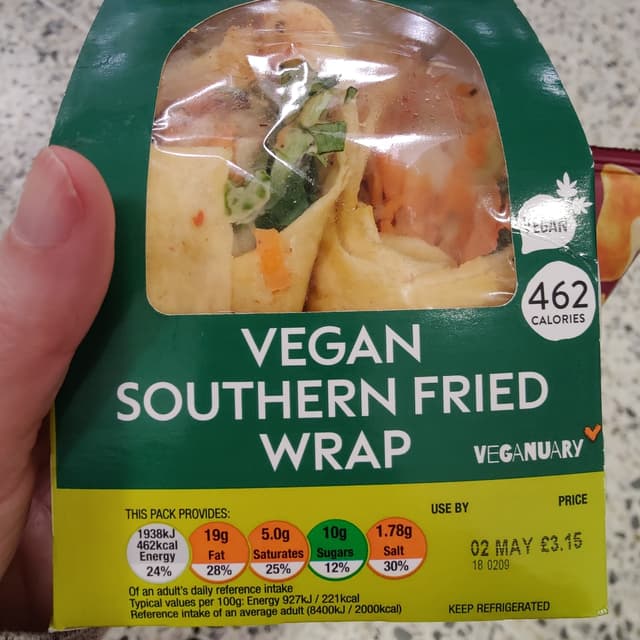 VEGAN
462
CALORIES
VEGAN
SOUTHERN FRIED
WRAP
VEGANUARY
THIS PACK PROVIDES:
1938kJ
462kcal
Energy
24%
19g
Fat
28%
5.0g
Saturates
25%
10g
Sugars
12%
1.78g
Salt
30%
USE BY
PRICE
02 MAY £3.15
18 0209
Of an adult's daily reference intake
Typical values per 100g: Energy 927kJ / 221kcal
Reference intake of an average adult (8400kJ / 2000kcal)
KEEP REFRIGERATED